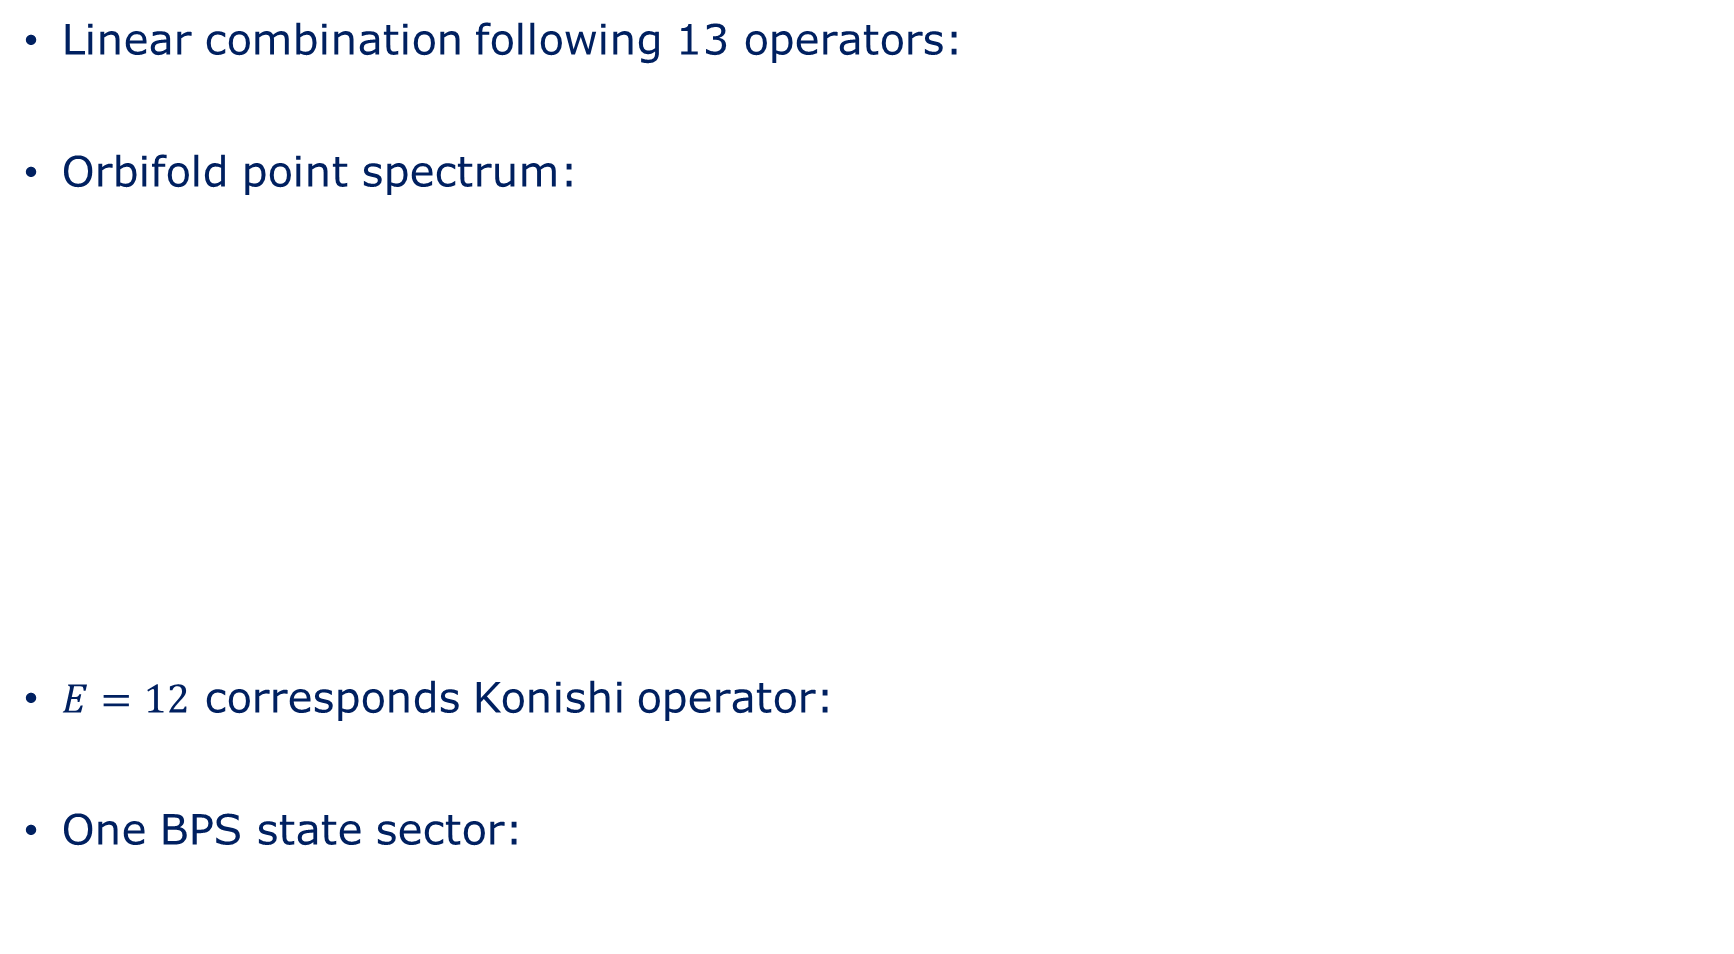 • Linear combination following 13 operators:
• Orbifold point spectrum:
• E = 12 corresponds Konishi operator:
• One BPS state sector: